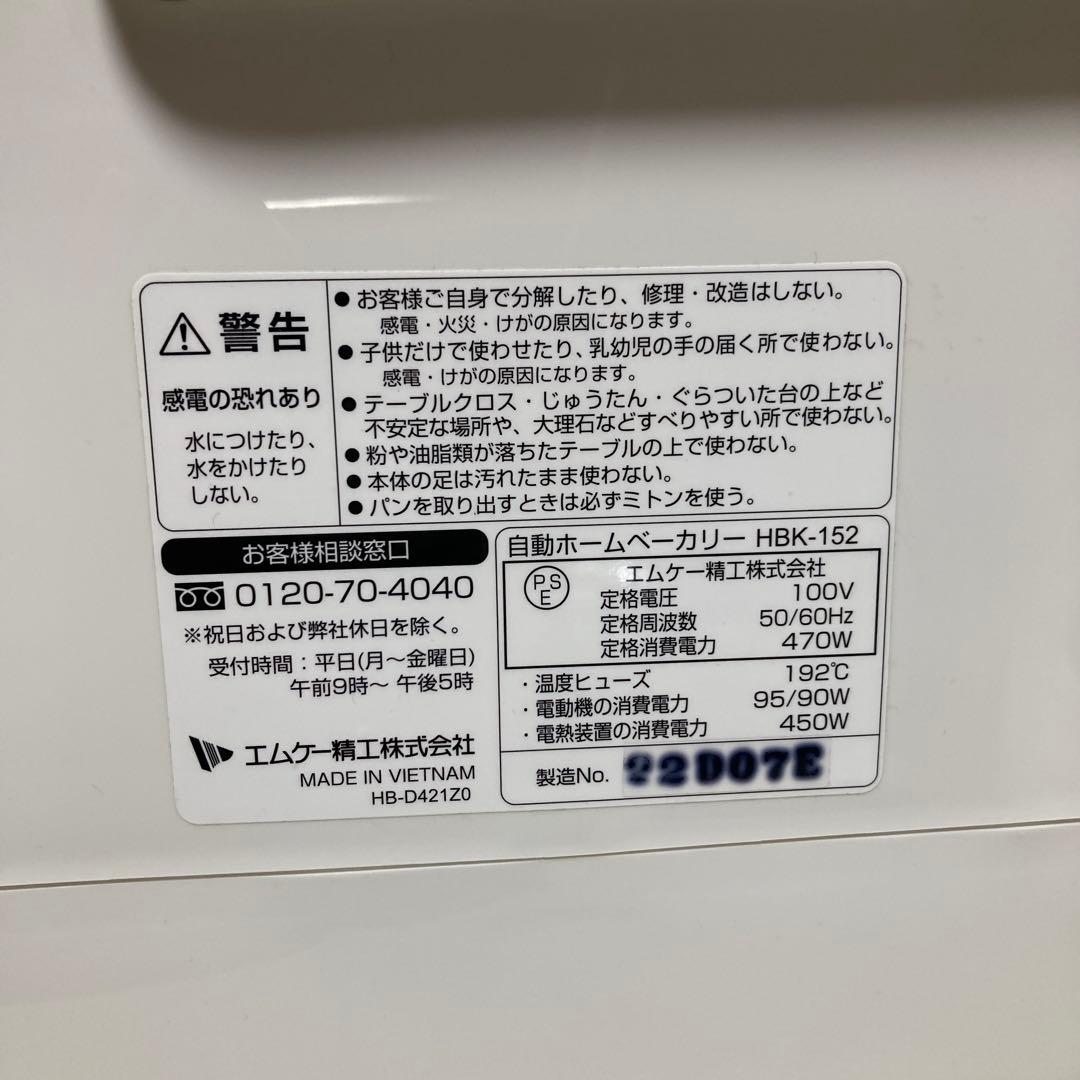 警告
感電の恐れあり
水につけたり、
水をかけたり
しない。
●お客様ご自身で分解したり、修理・改造はしない。
感電・火災・けがの原因になります。
●子供だけで使わせたり、乳幼児の手の届く所で使わない。
感電・けがの原因になります。
●テーブルクロス・じゅうたん・ぐらついた台の上など
不安定な場所や、大理石などすべりやすい所で使わない。
●粉や油脂類が落ちたテーブルの上で使わない。
●本体の足は汚れたまま使わない。
●パンを取り出すときは必ずミトンを使う。
お客様相談窓口
0120-70-4040
※祝日および弊社休日を除く。
受付時間：平日(月～金曜日)
午前9時～午後5時
エムケー精工株式会社
MADE IN VIETNAM
HB-D421Z0
自動ホームベーカリー HBK-152
PSE
エムケー精工株式会社
定格電圧 100V
定格周波数 50/60Hz
定格消費電力 470W
・温度ヒューズ 192℃
・電動機の消費電力 95/90W
・電熱装置の消費電力 450W
製造No. 22D07E